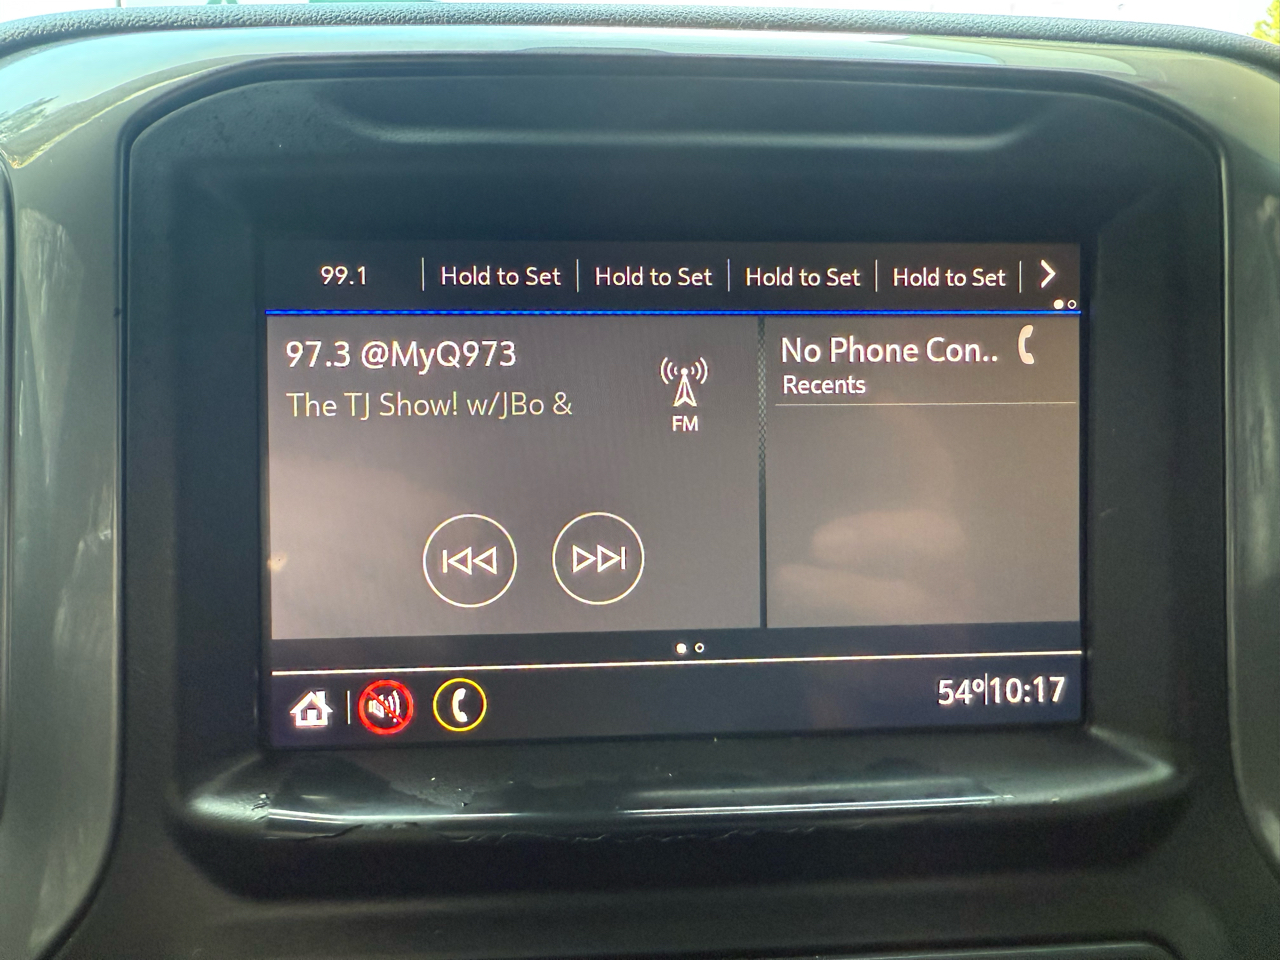 99.1 | Hold to Set | Hold to Set | Hold to Set | Hold to Set |
97.3 @MyQ973
The TJ Show! w/JBo &
FM
No Phone Con..
Recents
54º|10:17